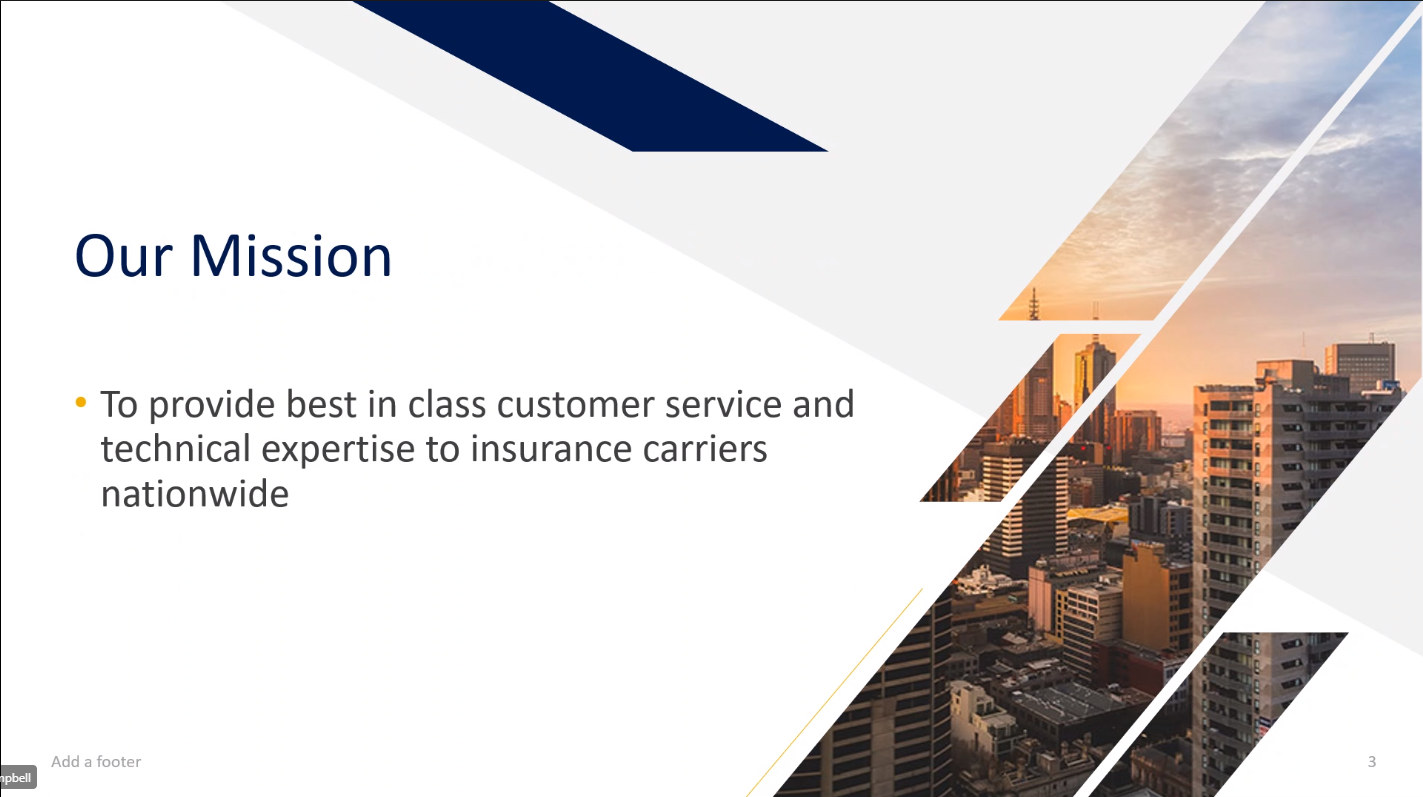 Our Mission
• To provide best in class customer service and
technical expertise to insurance carriers
nationwide
Add a footer
3
mpbell